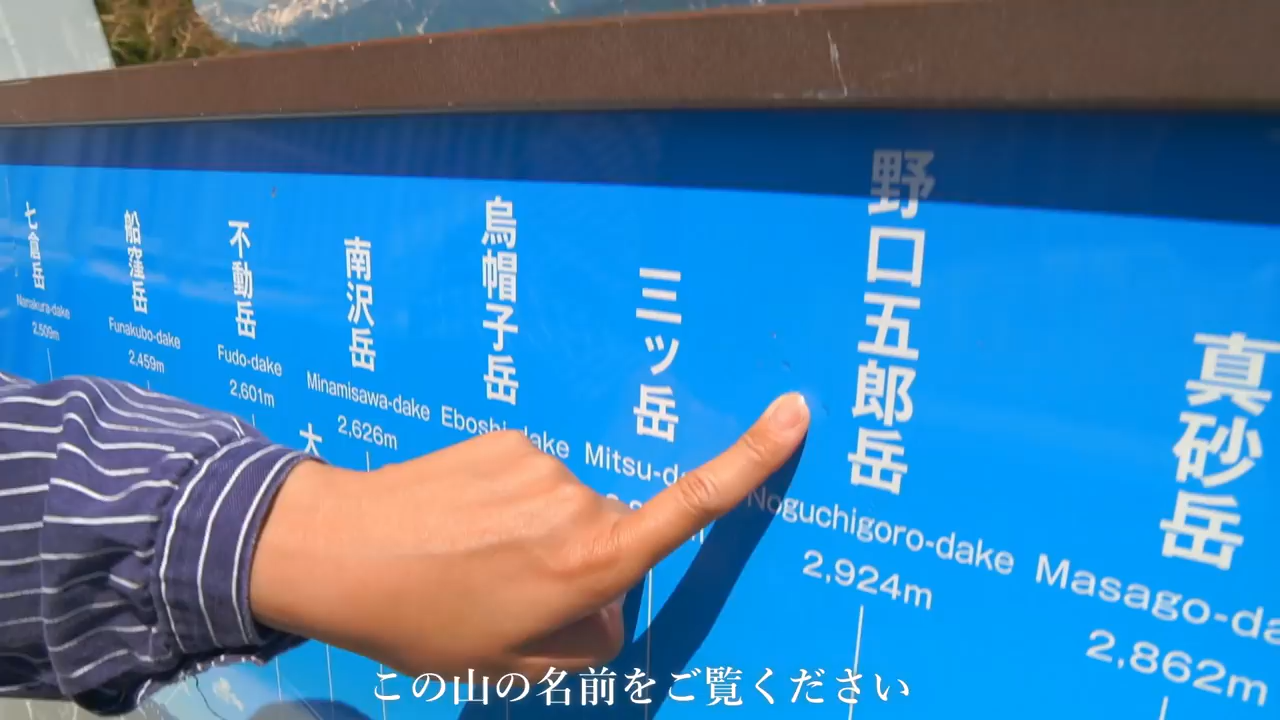 七倉岳
Nanakura-dake
2,509m
船窪岳
Funakubo-dake
2,459m
不動岳
Fudo-dake
2,601m
南沢岳
Minamisawa-dake
2,626m
烏帽子岳
Eboshi-dake
三ッ岳
Mitsu-d
野口五郎岳
Noguchigoro-dake
2,924m
真砂岳
Masago-da
2,862m
この山の名前をご覧ください